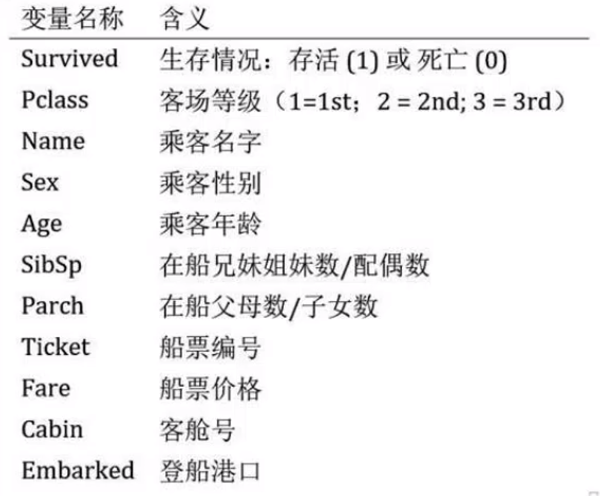 变量名称 含义
Survived 生存情况：存活 (1) 或 死亡 (0)
Pclass 客场等级（1=1st；2 = 2nd; 3 = 3rd）
Name 乘客名字
Sex 乘客性别
Age 乘客年龄
SibSp 在船兄妹姐妹数/配偶数
Parch 在船父母数/子女数
Ticket 船票编号
Fare 船票价格
Cabin 客舱号
Embarked 登船港口